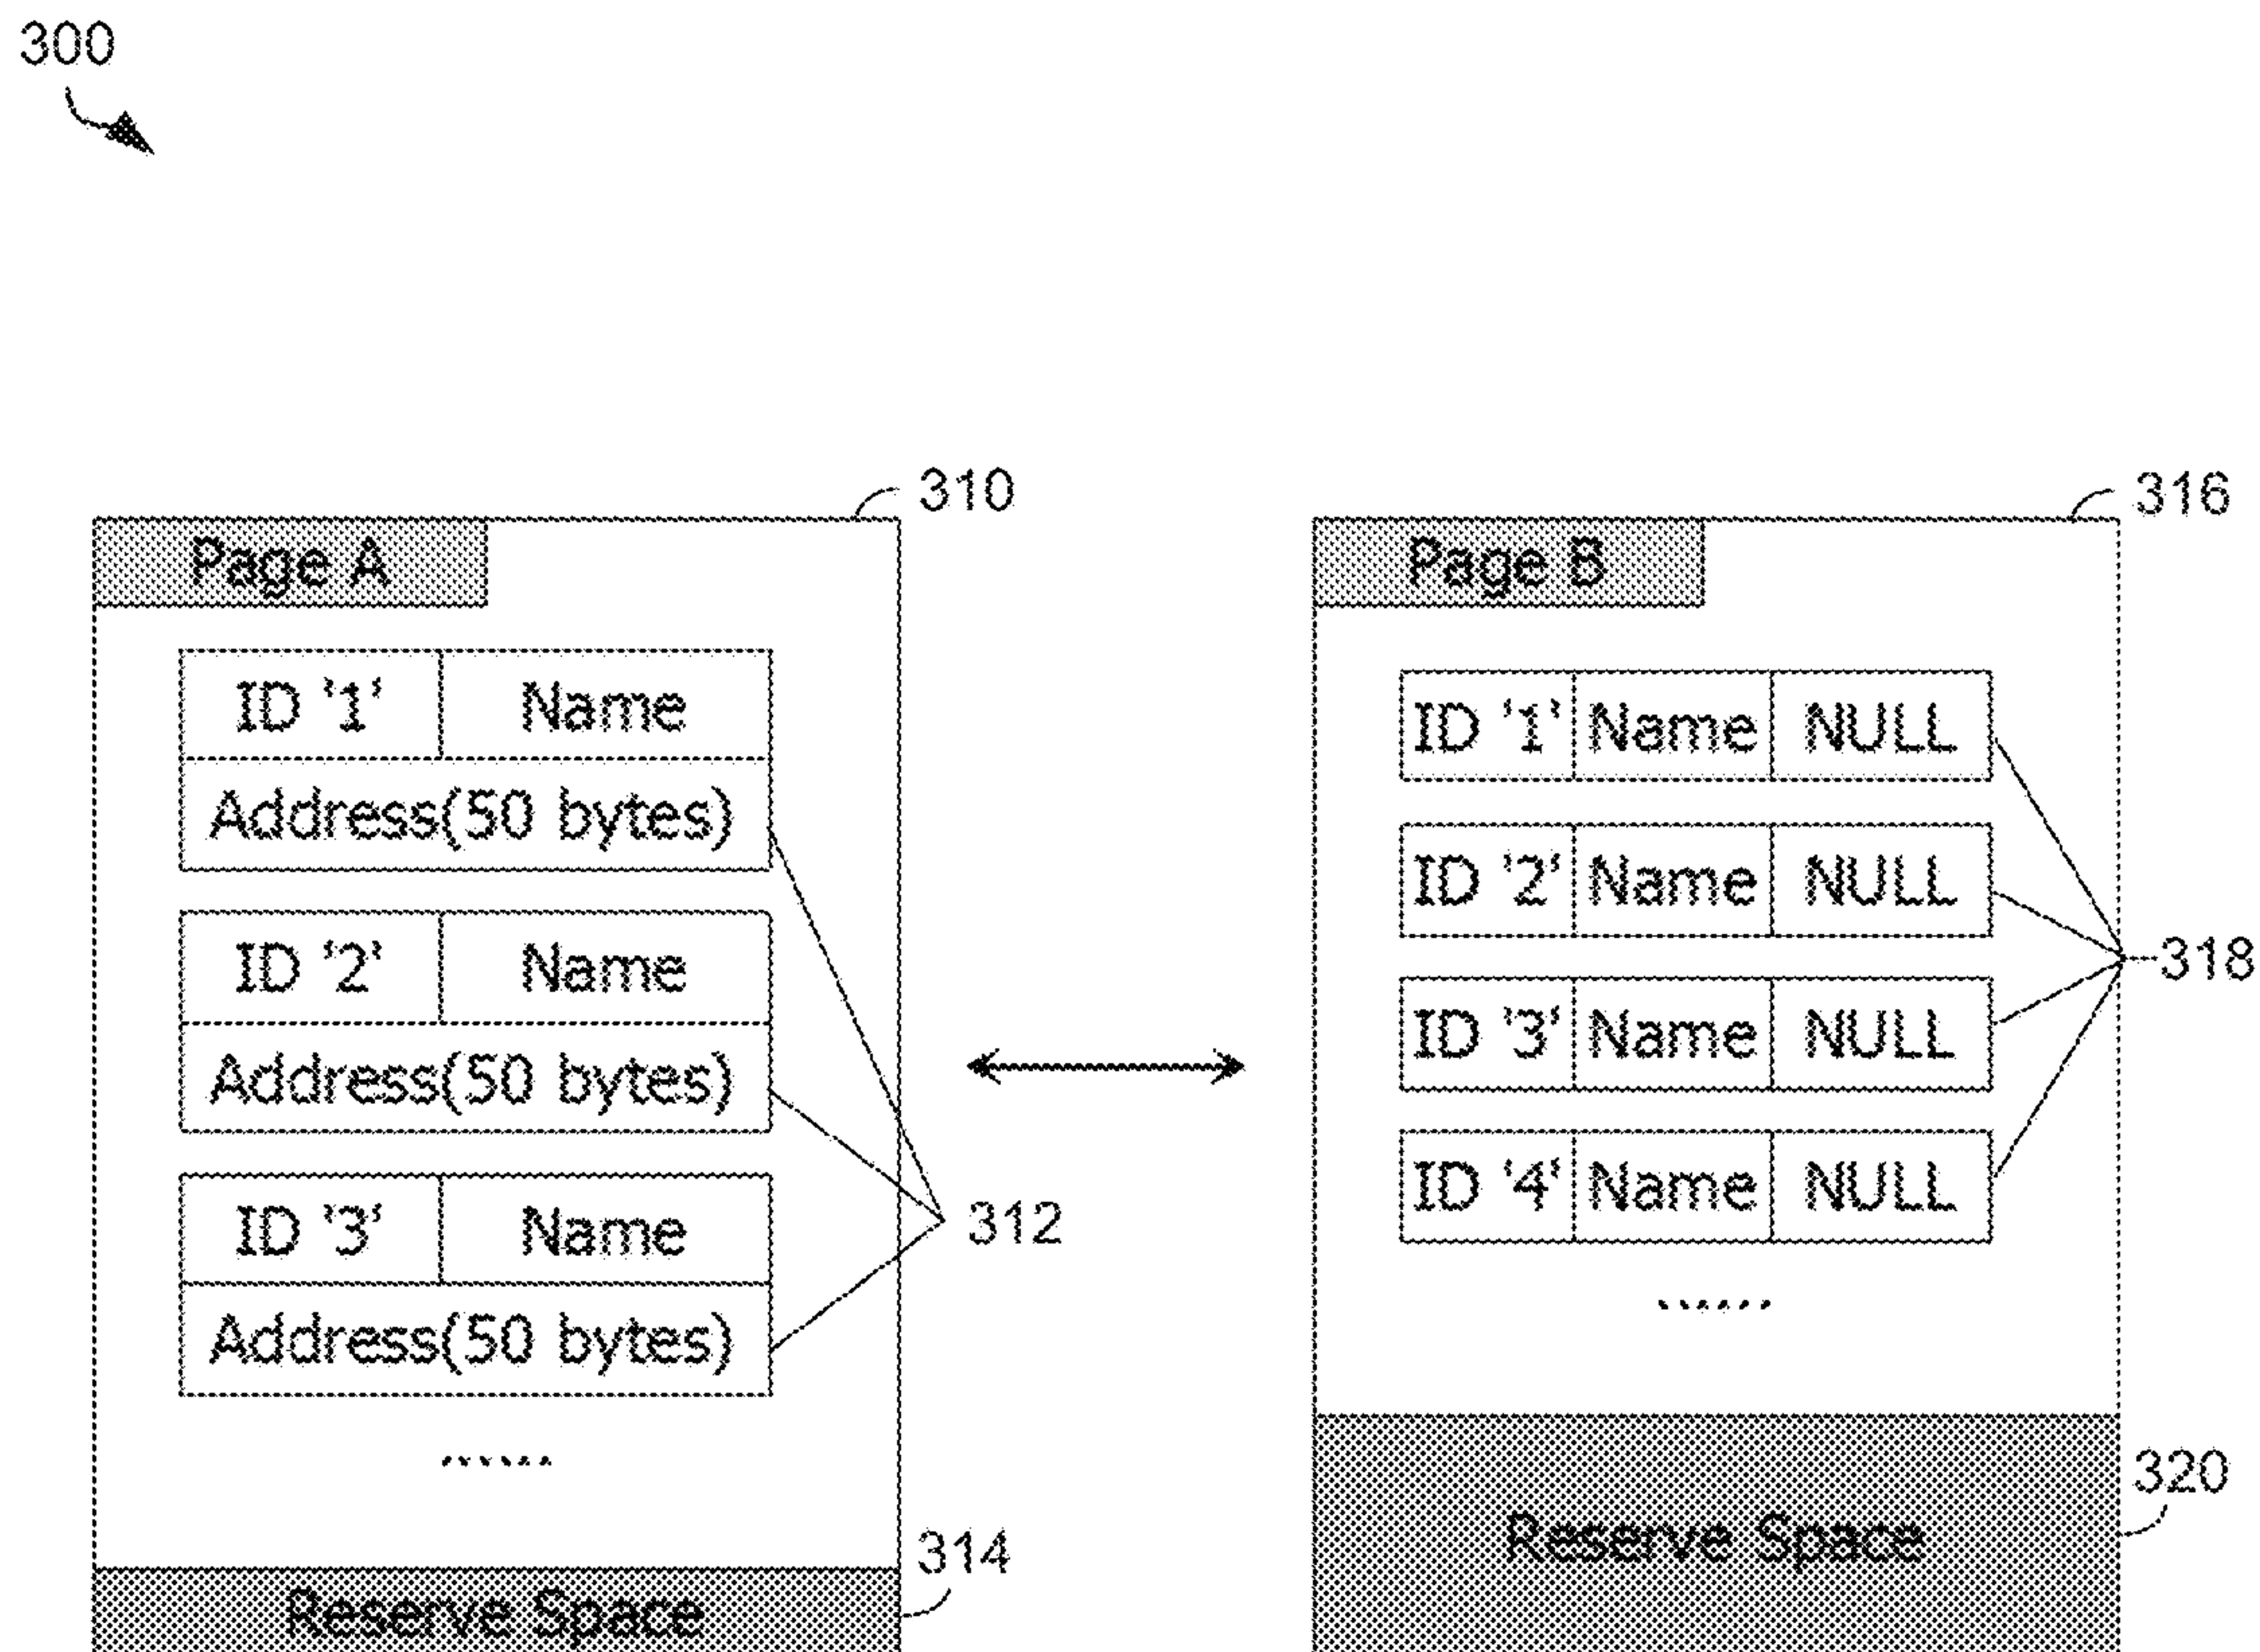 300
310
Page A
ID '1' Name
Address(50 bytes)
ID '2' Name
Address(50 bytes)
ID '3' Name
Address(50 bytes)
312
......
314
Reserve Space
316
Page B
ID '1' Name NULL
ID '2' Name NULL
ID '3' Name NULL
ID '4' Name NULL
318
......
320
Reserve Space